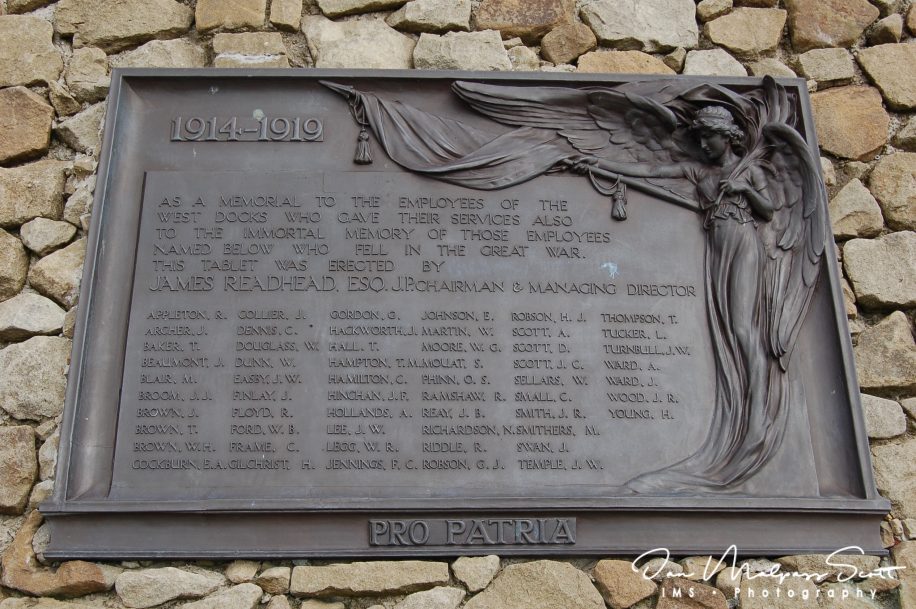 1914-1919
AS A MEMORIAL TO THE EMPLOYEES OF THE
WEST DOCKS WHO GAVE THEIR SERVICES ALSO
TO THE IMMORTAL MEMORY OF THOSE EMPLOYEES
NAMED BELOW WHO FELL IN THE GREAT WAR.
THIS TABLET WAS ERECTED BY
JAMES READHEAD, ESQ. J.P. CHAIRMAN & MANAGING DIRECTOR
APPLETON, R. COLLIER, J. GORDON, G. JOHNSON, E. ROBSON, H. J. THOMPSON, T.
ARCHER, J. DENNIS, C. HACKWORTH, J. MARTIN, W. SCOTT, A. TUCKER, L.
BAKER, T. DOUGLASS, W. HALL, T. MOORE, W. G. SCOTT, D. TURNBULL, J. W.
BEAUMONT, J. DUNN, W. HAMPTON, T. M. MOUAT, S. SCOTT, J. C. WARD, A.
BLAIR, M. EASBY, J. W. HAMILTON, C. PHINN, O. S. SELLARS, W. WARD, J.
BROOM, J. J. FINLAY, J. HINCHAN, J. F. RAMSHAW, R. SMALL, C. WOOD, J. R.
BROWN, J. FLOYD, R. HOLLANDS, A. REAY, J. B. SMITH, J. R. YOUNG, H.
BROWN, T. FORD, W. B. LEE, J. W. RICHARDSON, N. SMITHERS, M.
BROWN, W. H. FRAME, C. LEGG, W. R. RIDDLE, R. SWAN, J.
COCKBURN, E. A. GILCHRIST, H. JENNINGS, F. C. ROBSON, G. J. TEMPLE, J. W.
PRO PATRIA
Dan Malpass Scott
IMS • Photography